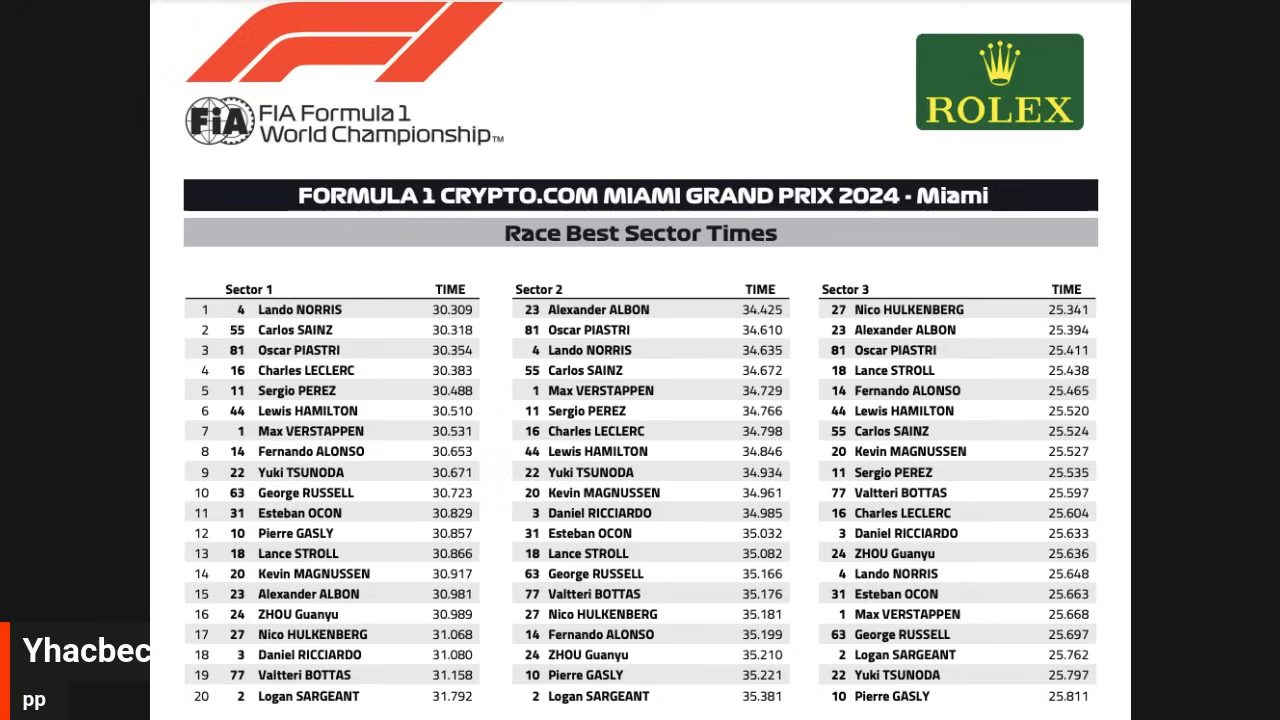 FIA FIA Formula 1
World Championship™
ROLEX
FORMULA 1 CRYPTO.COM MIAMI GRAND PRIX 2024 - Miami
Race Best Sector Times
Sector 1 TIME Sector 2 TIME Sector 3 TIME
1 4 Lando NORRIS 30.309 23 Alexander ALBON 34.425 27 Nico HULKENBERG 25.341
2 55 Carlos SAINZ 30.318 81 Oscar PIASTRI 34.610 23 Alexander ALBON 25.394
3 81 Oscar PIASTRI 30.354 4 Lando NORRIS 34.635 81 Oscar PIASTRI 25.411
4 16 Charles LECLERC 30.383 55 Carlos SAINZ 34.672 18 Lance STROLL 25.438
5 11 Sergio PEREZ 30.488 1 Max VERSTAPPEN 34.729 14 Fernando ALONSO 25.465
6 44 Lewis HAMILTON 30.510 11 Sergio PEREZ 34.766 44 Lewis HAMILTON 25.520
7 1 Max VERSTAPPEN 30.531 16 Charles LECLERC 34.798 55 Carlos SAINZ 25.524
8 14 Fernando ALONSO 30.653 44 Lewis HAMILTON 34.846 20 Kevin MAGNUSSEN 25.527
9 22 Yuki TSUNODA 30.671 22 Yuki TSUNODA 34.934 11 Sergio PEREZ 25.535
10 63 George RUSSELL 30.723 20 Kevin MAGNUSSEN 34.961 77 Valtteri BOTTAS 25.597
11 31 Esteban OCON 30.829 3 Daniel RICCIARDO 34.985 16 Charles LECLERC 25.604
12 10 Pierre GASLY 30.857 31 Esteban OCON 35.032 3 Daniel RICCIARDO 25.633
13 18 Lance STROLL 30.866 18 Lance STROLL 35.082 24 ZHOU Guanyu 25.636
14 20 Kevin MAGNUSSEN 30.917 63 George RUSSELL 35.166 4 Lando NORRIS 25.648
15 23 Alexander ALBON 30.981 77 Valtteri BOTTAS 35.176 31 Esteban OCON 25.663
16 24 ZHOU Guanyu 30.989 27 Nico HULKENBERG 35.181 1 Max VERSTAPPEN 25.668
17 27 Nico HULKENBERG 31.068 14 Fernando ALONSO 35.199 63 George RUSSELL 25.697
18 3 Daniel RICCIARDO 31.080 24 ZHOU Guanyu 35.210 2 Logan SARGEANT 25.762
19 77 Valtteri BOTTAS 31.158 10 Pierre GASLY 35.221 22 Yuki TSUNODA 25.797
20 2 Logan SARGEANT 31.792 2 Logan SARGEANT 35.381 10 Pierre GASLY 25.811
Yhacbec
pp